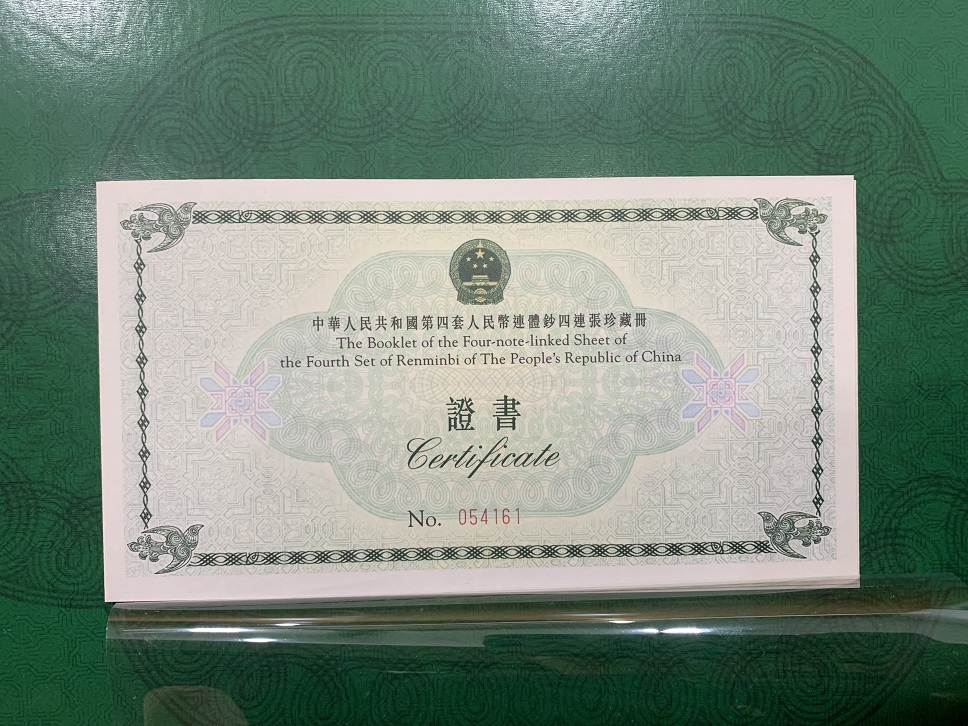 中華人民共和國第四套人民幣連體鈔四連張珍藏冊
The Booklet of the Four-note-linked Sheet of
the Fourth Set of Renminbi of The People's Republic of China
證書
Certificate
No. 054161